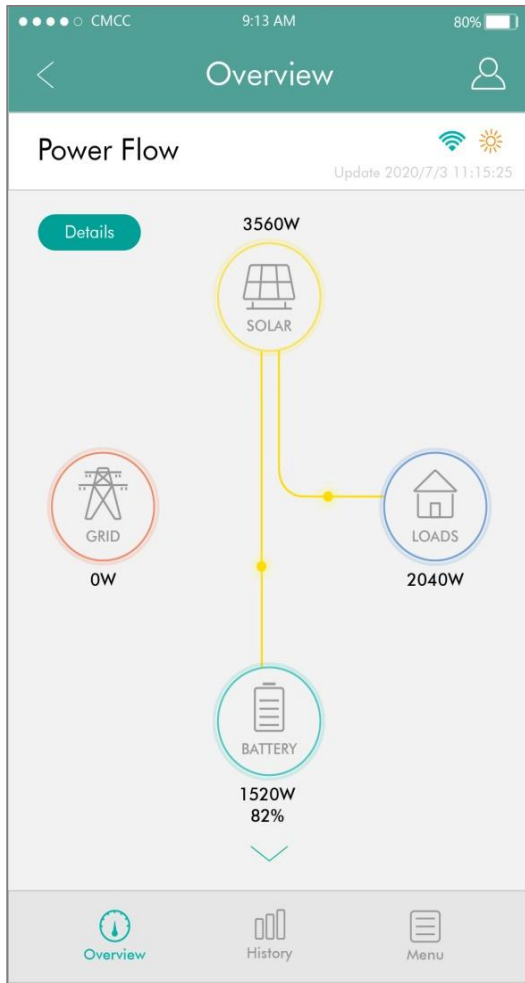 CMCC 9:13 AM 80%
Overview
Power Flow
Update 2020/7/3 11:15:25
Details
3560W
SOLAR
GRID
0W
LOADS
2040W
BATTERY
1520W
82%
Overview History Menu